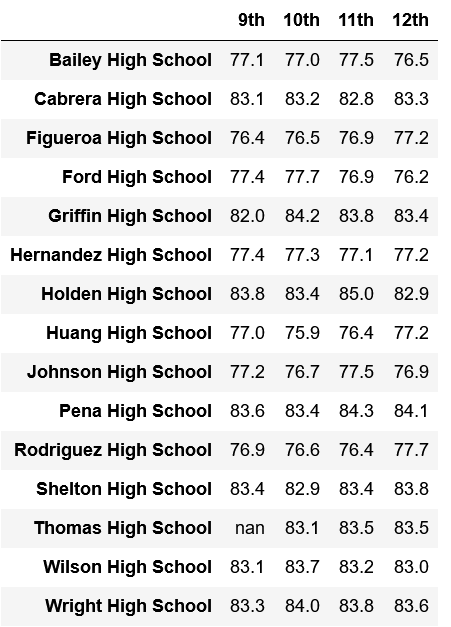 9th 10th 11th 12th
Bailey High School 77.1 77.0 77.5 76.5
Cabrera High School 83.1 83.2 82.8 83.3
Figueroa High School 76.4 76.5 76.9 77.2
Ford High School 77.4 77.7 76.9 76.2
Griffin High School 82.0 84.2 83.8 83.4
Hernandez High School 77.4 77.3 77.1 77.2
Holden High School 83.8 83.4 85.0 82.9
Huang High School 77.0 75.9 76.4 77.2
Johnson High School 77.2 76.7 77.5 76.9
Pena High School 83.6 83.4 84.3 84.1
Rodriguez High School 76.9 76.6 76.4 77.7
Shelton High School 83.4 82.9 83.4 83.8
Thomas High School nan 83.1 83.5 83.5
Wilson High School 83.1 83.7 83.2 83.0
Wright High School 83.3 84.0 83.8 83.6